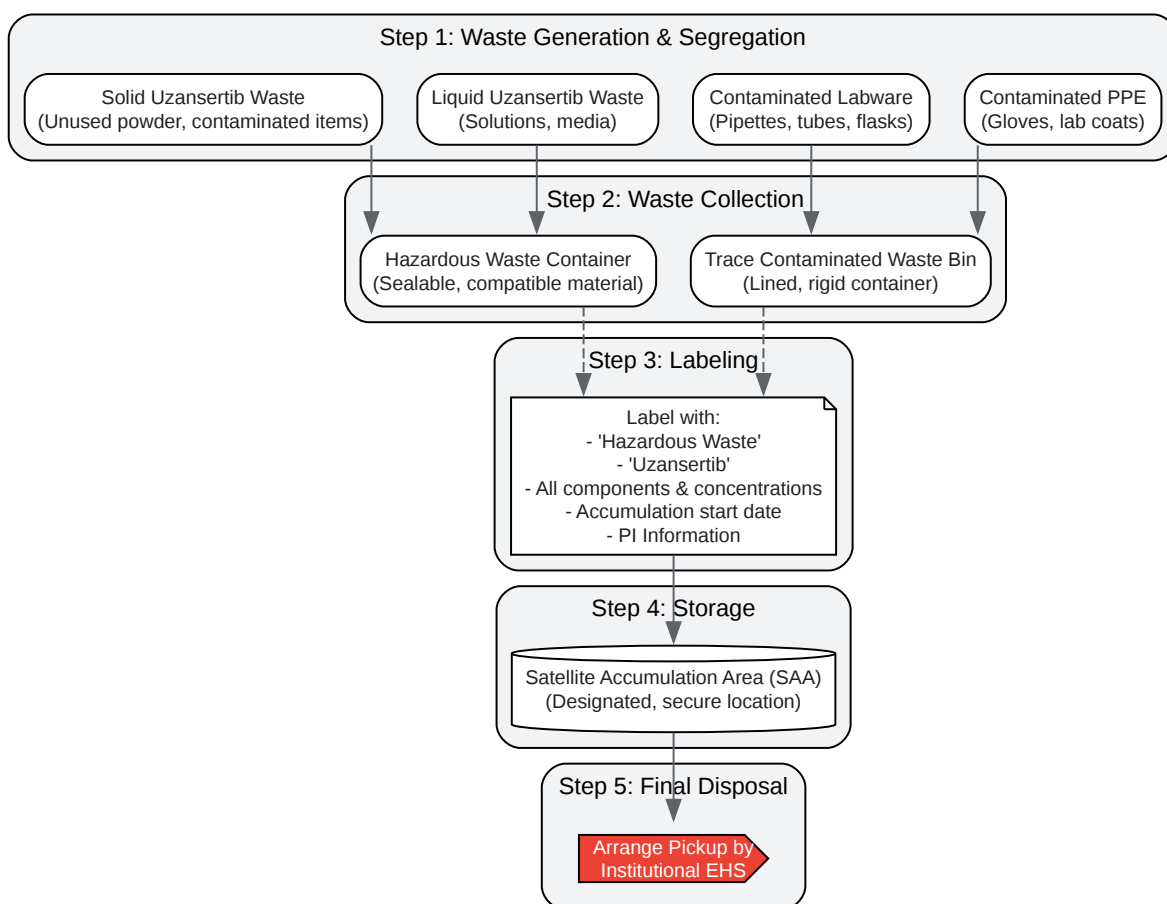 Step 1: Waste Generation & Segregation
Solid Uzansertib Waste
(Unused powder, contaminated items)
Liquid Uzansertib Waste
(Solutions, media)
Contaminated Labware
(Pipettes, tubes, flasks)
Contaminated PPE
(Gloves, lab coats)
Step 2: Waste Collection
Hazardous Waste Container
(Sealable, compatible material)
Trace Contaminated Waste Bin
(Lined, rigid container)
Step 3: Labeling
Label with:
- 'Hazardous Waste'
- 'Uzansertib'
- All components & concentrations
- Accumulation start date
- PI Information
Step 4: Storage
Satellite Accumulation Area (SAA)
(Designated, secure location)
Step 5: Final Disposal
Arrange Pickup by
Institutional EHS